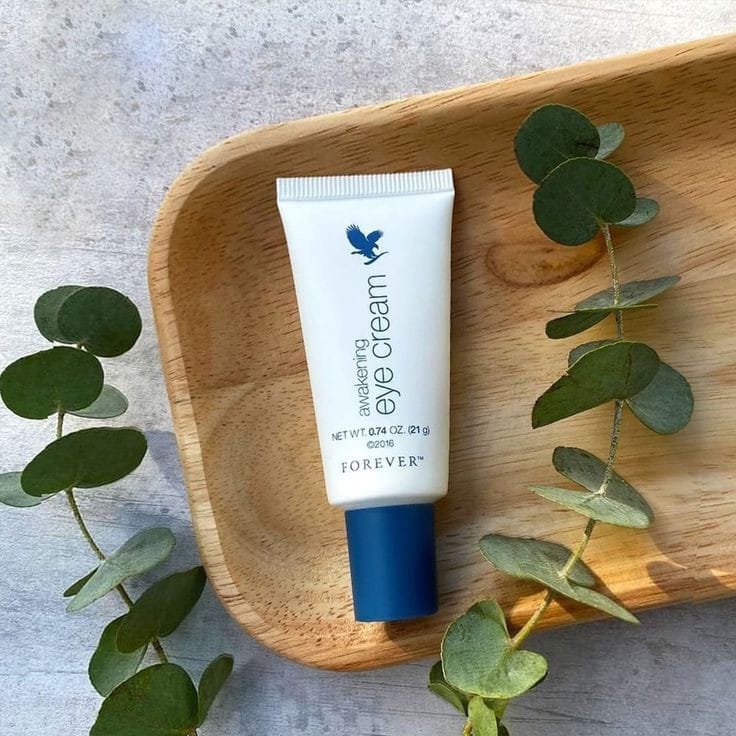 awakening
eye cream
NET WT. 0.74 OZ. (21 g)
©2016
FOREVER™